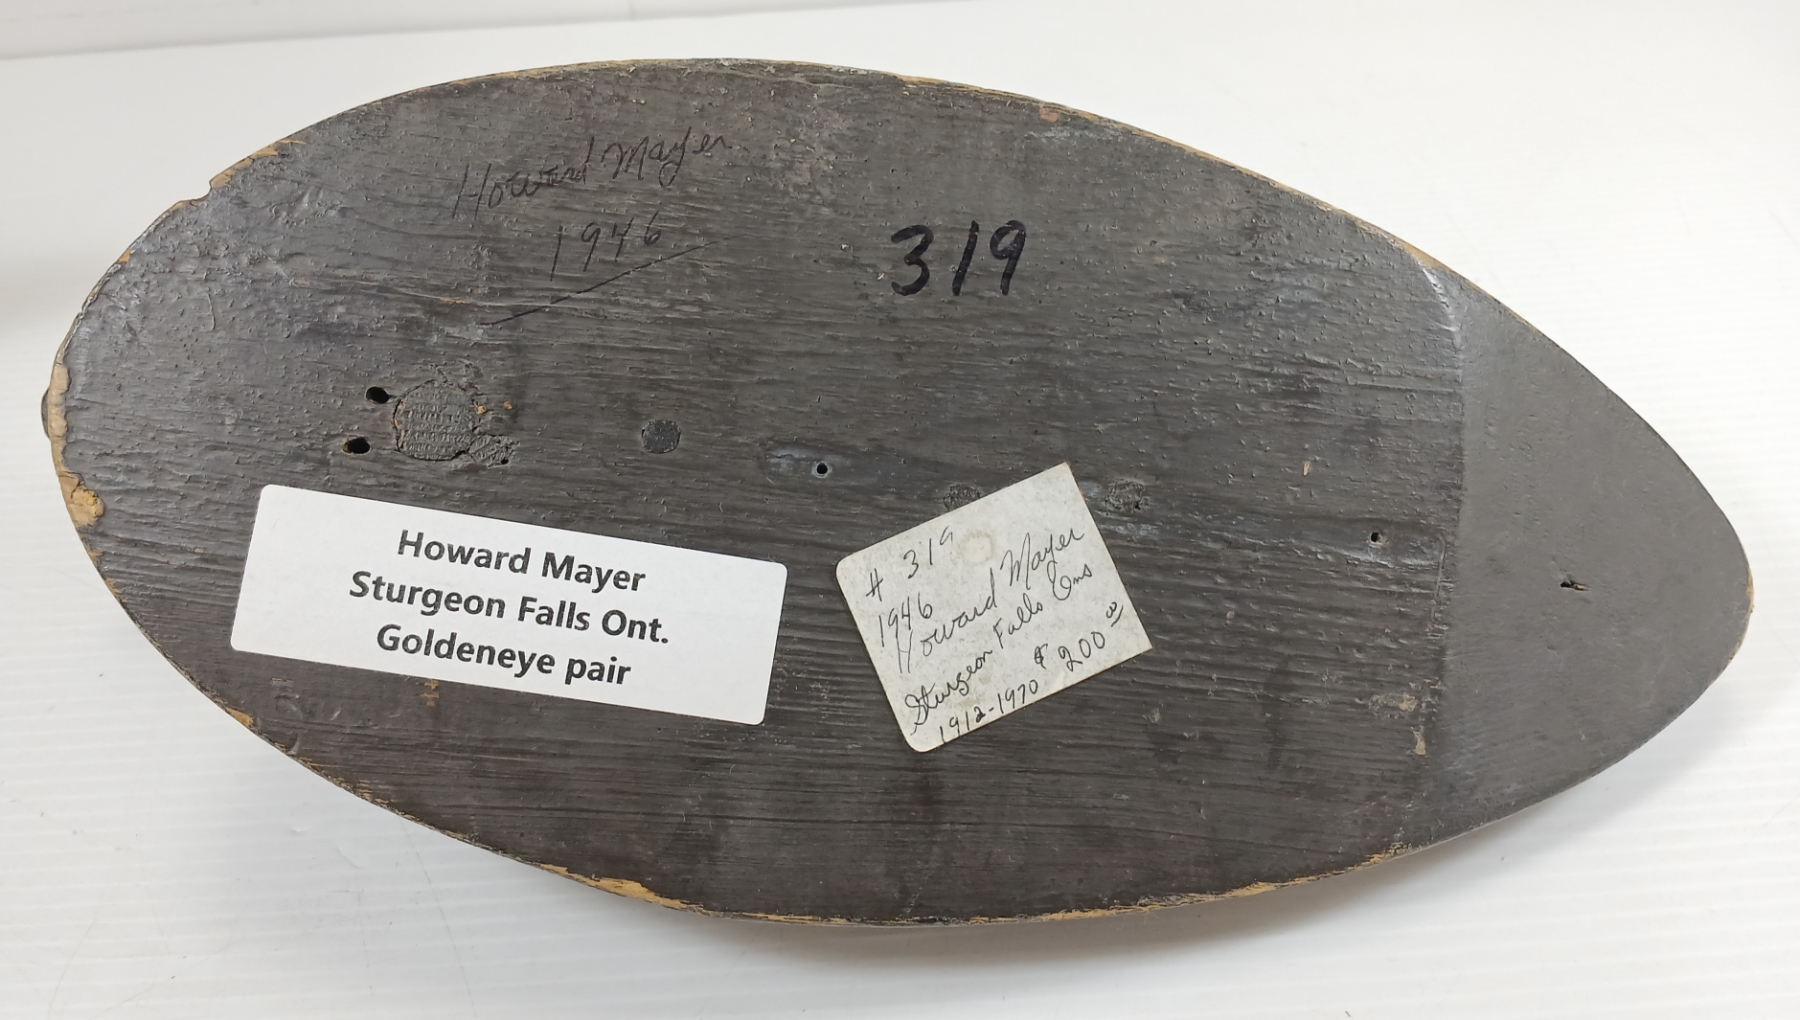 Howard Mayer
1946
319
Howard Mayer
Sturgeon Falls Ont.
Goldeneye pair
# 319
1946
Howard Mayer
Sturgeon Falls Ont
1912-1970 $200.00